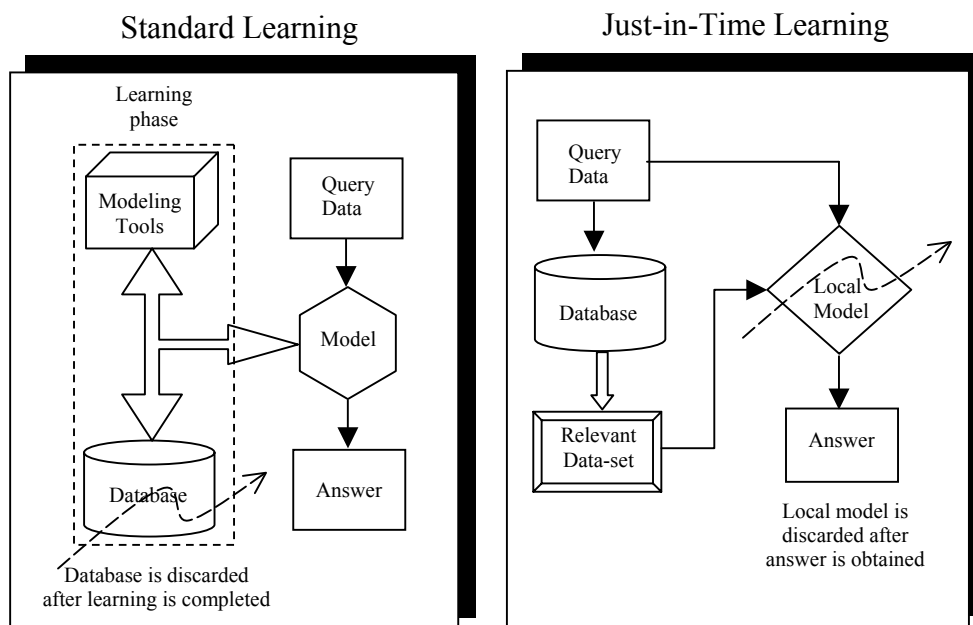 Standard Learning
Learning
phase
Modeling
Tools
Query
Data
Model
Database
Answer
Database is discarded
after learning is completed
Just-in-Time Learning
Query
Data
Database
Local
Model
Relevant
Data-set
Answer
Local model is
discarded after
answer is obtained